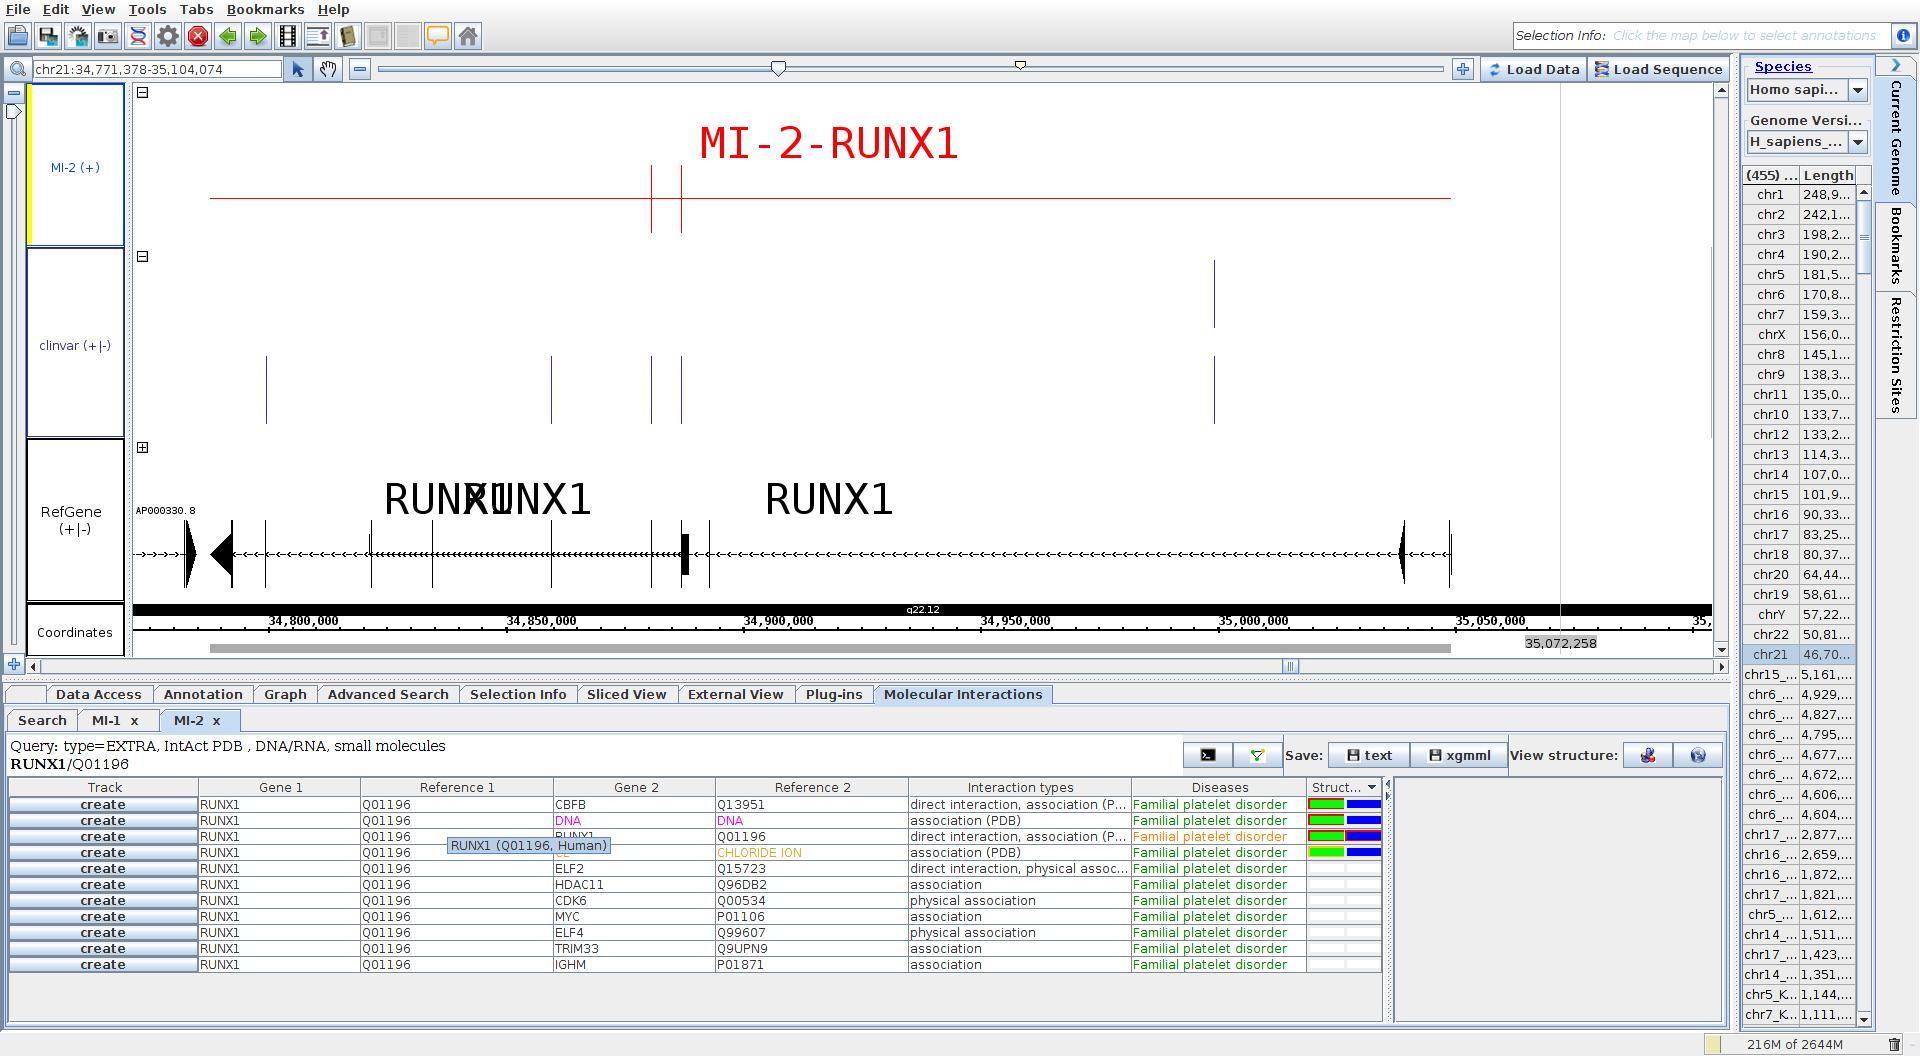 File Edit View Tools Tabs Bookmarks Help
Selection Info: Click the map below to select annotations
chr21:34,771,378-35,104,074
Load Data
Load Sequence
MI-2 (+)
MI-2-RUNX1
clinvar (+|-)
RefGene
(+|-)
AP000330.8
RUNX1
RUNX1
RUNX1
q22.12
Coordinates
34,800,000 34,850,000 34,900,000 34,950,000 35,000,000 35,050,000 35,
35,072,258
Data Access Annotation Graph Advanced Search Selection Info Sliced View External View Plug-ins Molecular Interactions
Search MI-1 x MI-2 x
Query: type=EXTRA, IntAct PDB , DNA/RNA, small molecules
RUNX1/Q01196
Save: text xgmml View structure:
Track Gene 1 Reference 1 Gene 2 Reference 2 Interaction types Diseases Struct...
create RUNX1 Q01196 CBFB Q13951 direct interaction, association (P... Familial platelet disorder
create RUNX1 Q01196 DNA DNA association (PDB) Familial platelet disorder
create RUNX1 Q01196 RUNX1 Q01196 direct interaction, association (P... Familial platelet disorder
RUNX1 (Q01196, Human)
create RUNX1 Q01196 CHLORIDE ION association (PDB) Familial platelet disorder
create RUNX1 Q01196 ELF2 Q15723 direct interaction, physical assoc... Familial platelet disorder
create RUNX1 Q01196 HDAC11 Q96DB2 association Familial platelet disorder
create RUNX1 Q01196 CDK6 Q00534 physical association Familial platelet disorder
create RUNX1 Q01196 MYC P01106 association Familial platelet disorder
create RUNX1 Q01196 ELF4 Q99607 physical association Familial platelet disorder
create RUNX1 Q01196 TRIM33 Q9UPN9 association Familial platelet disorder
create RUNX1 Q01196 IGHM P01871 association Familial platelet disorder
Species
Homo sapi...
Genome Versi...
H_sapiens_...
(455) ... Length
chr1 248,9...
chr2 242,1...
chr3 198,2...
chr4 190,2...
chr5 181,5...
chr6 170,8...
chr7 159,3...
chrX 156,0...
chr8 145,1...
chr9 138,3...
chr11 135,0...
chr10 133,7...
chr12 133,2...
chr13 114,3...
chr14 107,0...
chr15 101,9...
chr16 90,33...
chr17 83,25...
chr18 80,37...
chr20 64,44...
chr19 58,61...
chrY 57,22...
chr22 50,81...
chr21 46,70...
chr15_... 5,161,...
chr6_... 4,929,...
chr6_... 4,827,...
chr6_... 4,795,...
chr6_... 4,677,...
chr6_... 4,672,...
chr6_... 4,606,...
chr6_... 4,604,...
chr17_... 2,877,...
chr16_... 2,659,...
chr16_... 1,872,...
chr17_... 1,821,...
chr5_... 1,612,...
chr14_... 1,511,...
chr17_... 1,423,...
chr14_... 1,351,...
chr5_K... 1,144,...
chr7_K... 1,111,...
Current Genome
Bookmarks
Restriction Sites
216M of 2644M